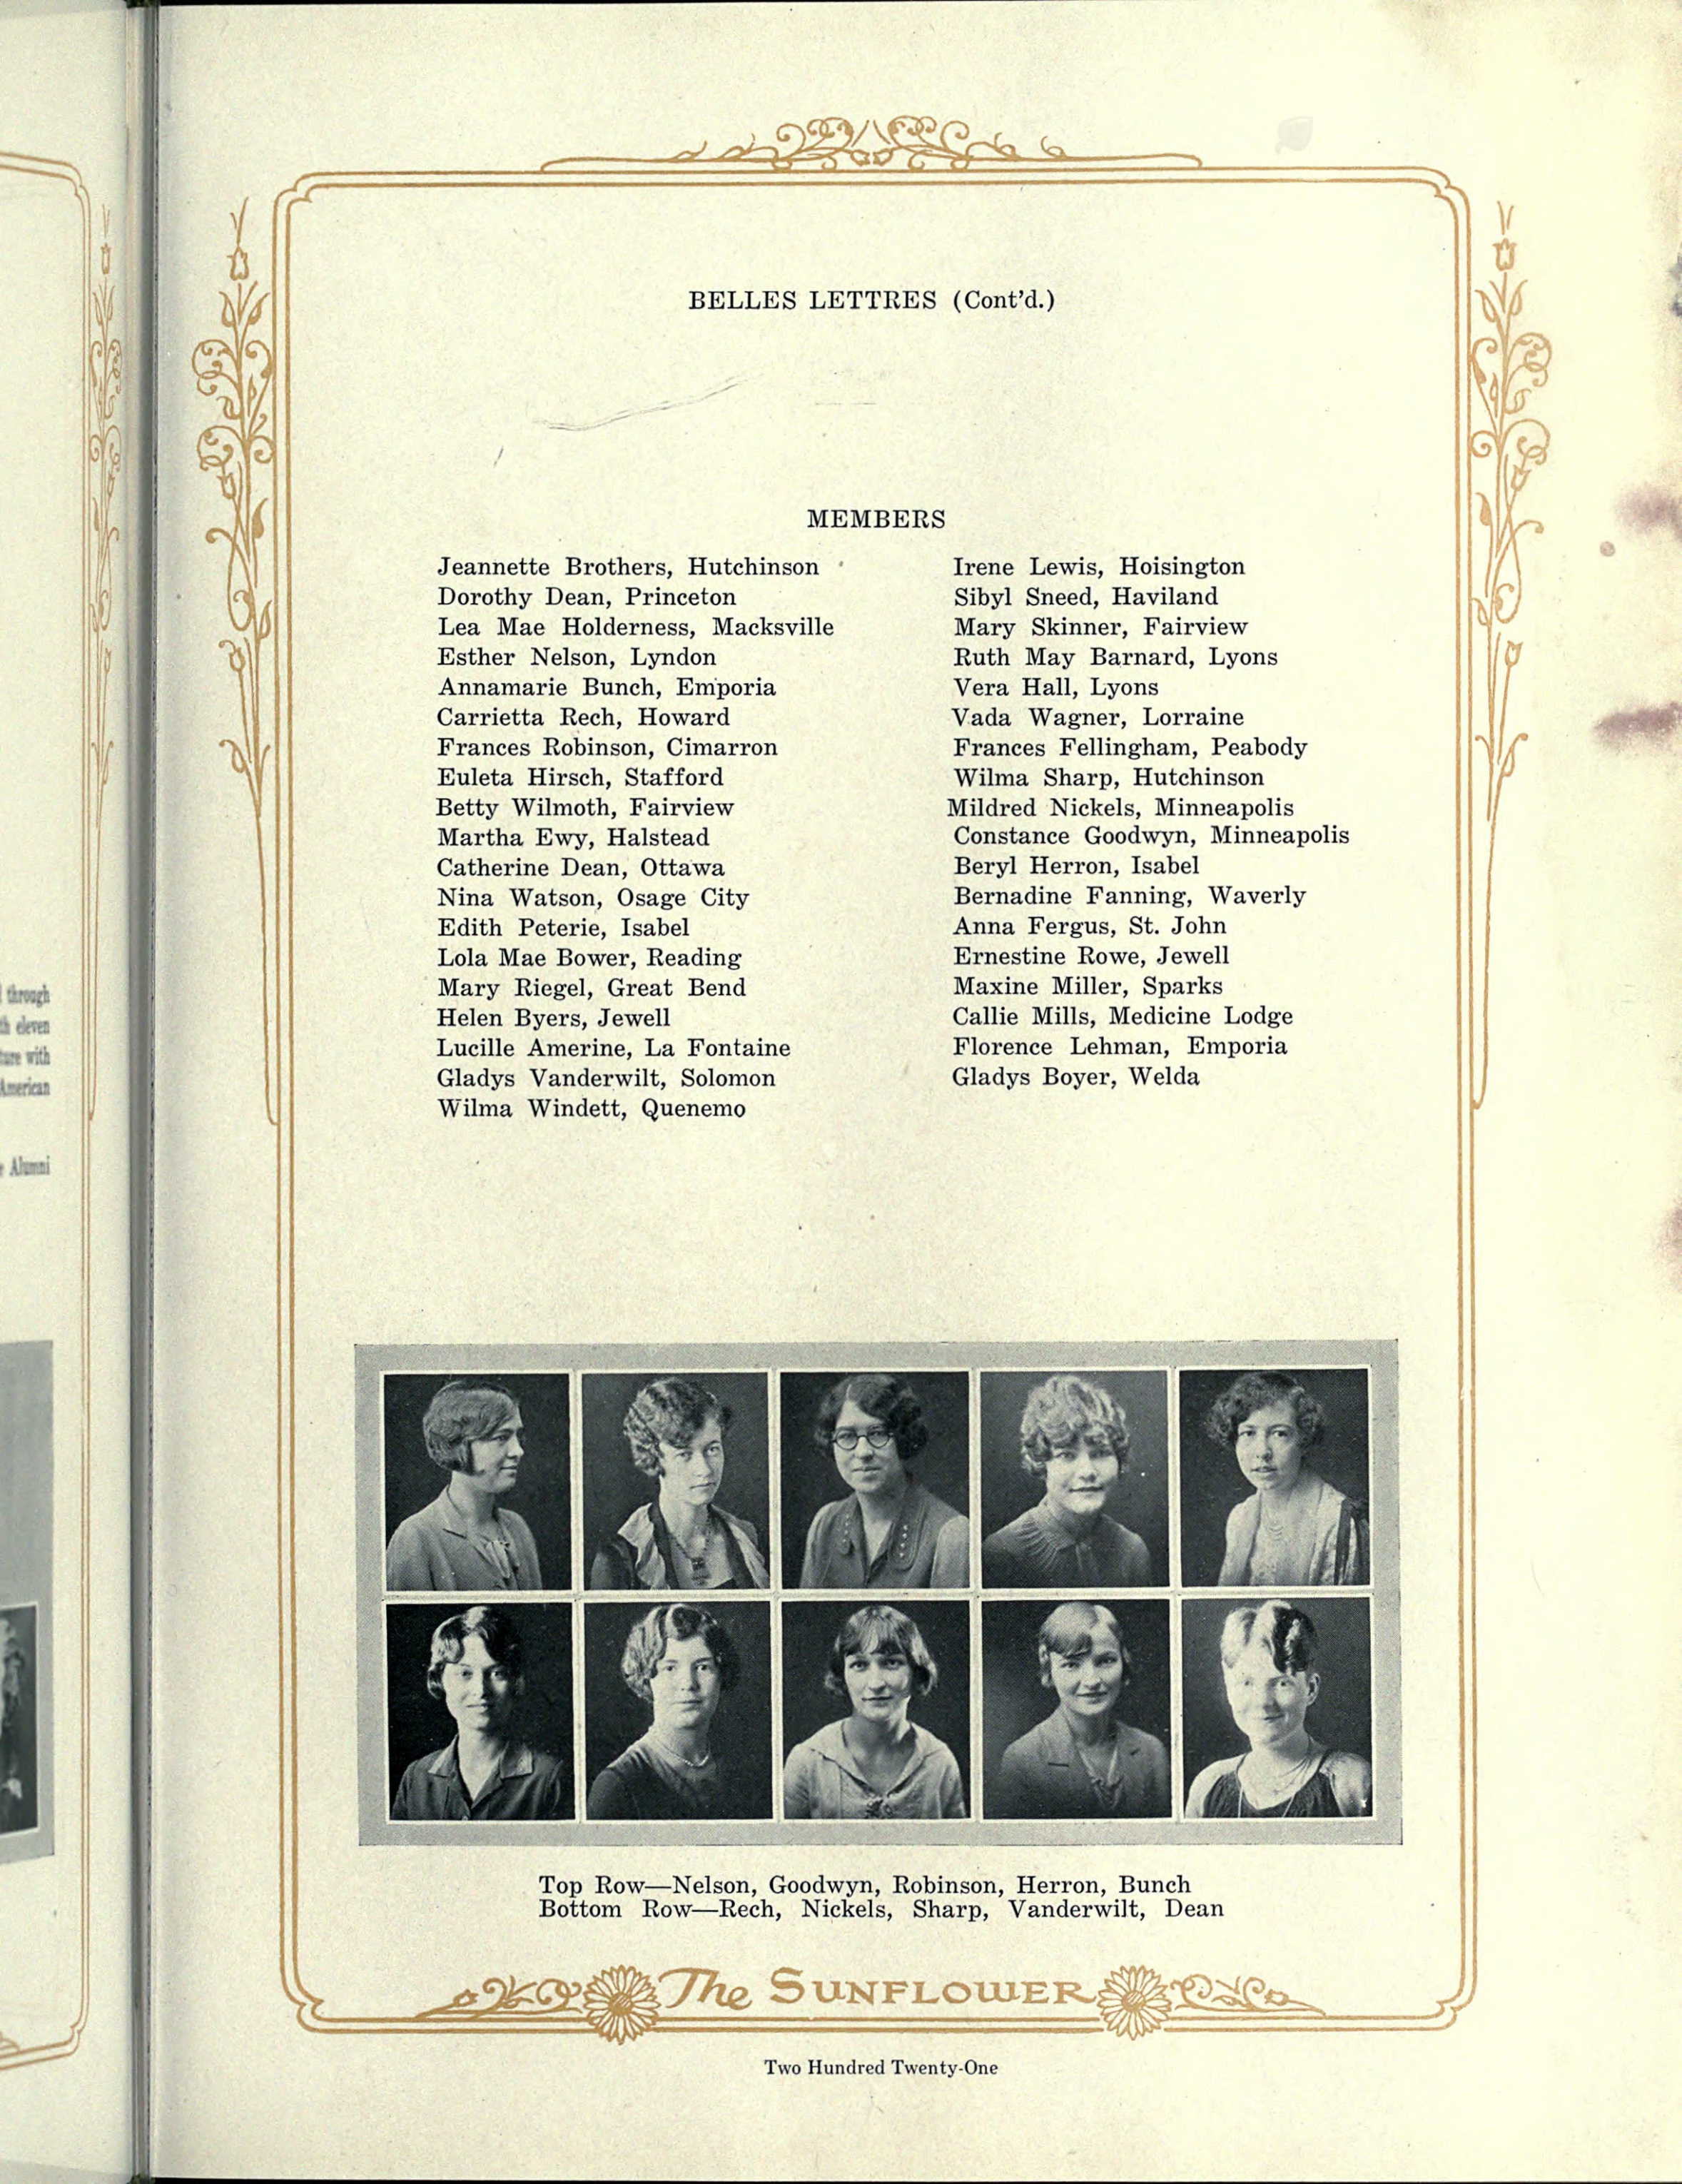 through
eleven
with
American
Alumni
BELLES LETTRES (Cont'd.)
MEMBERS
Jeannette Brothers, Hutchinson
Dorothy Dean, Princeton
Lea Mae Holderness, Macksville
Esther Nelson, Lyndon
Annamarie Bunch, Emporia
Carrietta Rech, Howard
Frances Robinson, Cimarron
Euleta Hirsch, Stafford
Betty Wilmoth, Fairview
Martha Ewy, Halstead
Catherine Dean, Ottawa
Nina Watson, Osage City
Edith Peterie, Isabel
Lola Mae Bower, Reading
Mary Riegel, Great Bend
Helen Byers, Jewell
Lucille Amerine, La Fontaine
Gladys Vanderwilt, Solomon
Wilma Windett, Quenemo
Irene Lewis, Hoisington
Sibyl Sneed, Haviland
Mary Skinner, Fairview
Ruth May Barnard, Lyons
Vera Hall, Lyons
Vada Wagner, Lorraine
Frances Fellingham, Peabody
Wilma Sharp, Hutchinson
Mildred Nickels, Minneapolis
Constance Goodwyn, Minneapolis
Beryl Herron, Isabel
Bernadine Fanning, Waverly
Anna Fergus, St. John
Ernestine Rowe, Jewell
Maxine Miller, Sparks
Callie Mills, Medicine Lodge
Florence Lehman, Emporia
Gladys Boyer, Welda
Top Row—Nelson, Goodwyn, Robinson, Herron, Bunch
Bottom Row—Rech, Nickels, Sharp, Vanderwilt, Dean
The SUNFLOWER
Two Hundred Twenty-One